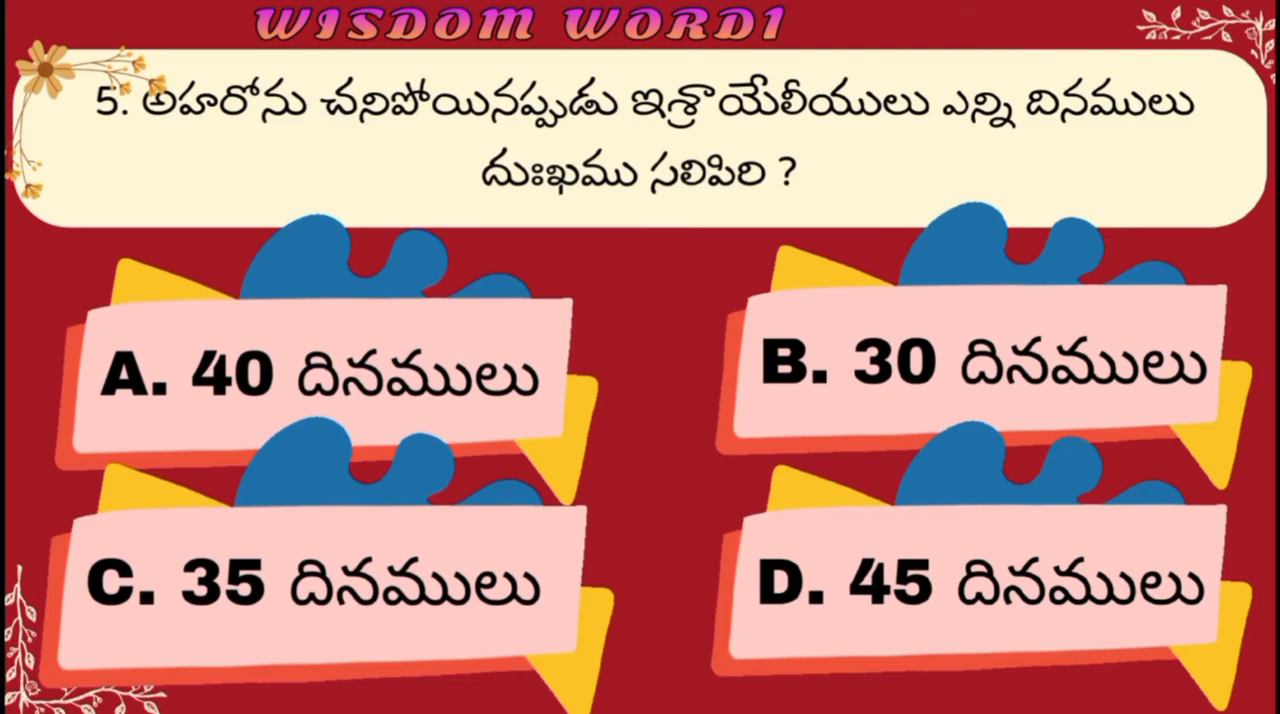 WISDOM WORD1
5. అహరోను చనిపోయినప్పుడు ఇశ్రాయేలీయులు ఎన్ని దినములు
దుఃఖము సలిపిరి ?
A. 40 దినములు
B. 30 దినములు
C. 35 దినములు
D. 45 దినములు